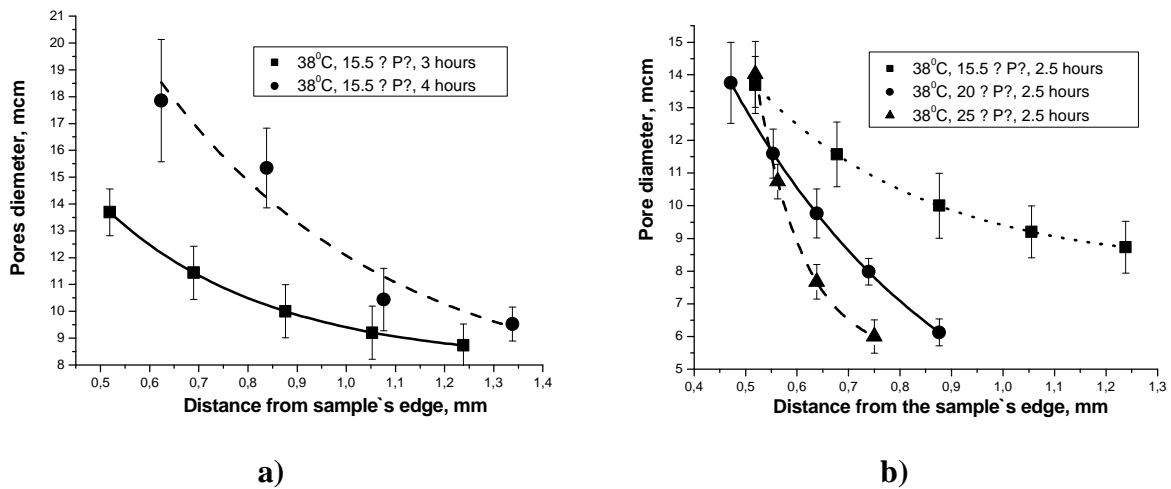 21
20
19
18
17
16
15
14
13
12
11
10
9
8
Pores diemeter, mcm
38⁰C, 15.5 ? P?, 3 hours
38⁰C, 15.5 ? P?, 4 hours
0,5 0,6 0,7 0,8 0,9 1,0 1,1 1,2 1,3 1,4
Distance from sample`s edge, mm
a)
15
14
13
12
11
10
9
8
7
6
5
Pore diameter, mcm
38⁰C, 15.5 ? P?, 2.5 hours
38⁰C, 20 ? P?, 2.5 hours
38⁰C, 25 ? P?, 2.5 hours
0,4 0,5 0,6 0,7 0,8 0,9 1,0 1,1 1,2 1,3
Distance from the sample`s edge, mm
b)